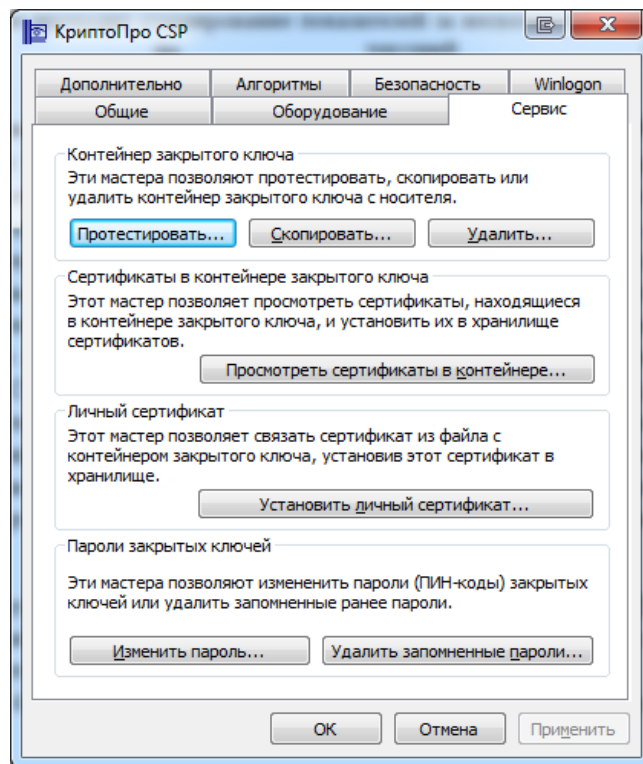 КриптоПро CSP
Дополнительно Алгоритмы Безопасность Winlogon
Общие Оборудование Сервис
Контейнер закрытого ключа
Эти мастера позволяют протестировать, скопировать или
удалить контейнер закрытого ключа с носителя.
Протестировать... Скопировать... Удалить...
Сертификаты в контейнере закрытого ключа
Этот мастер позволяет просмотреть сертификаты, находящиеся
в контейнере закрытого ключа, и установить их в хранилище
сертификатов.
Просмотреть сертификаты в контейнере...
Личный сертификат
Этот мастер позволяет связать сертификат из файла с
контейнером закрытого ключа, установив этот сертификат в
хранилище.
Установить личный сертификат...
Пароли закрытых ключей
Эти мастера позволяют измененить пароли (ПИН-коды) закрытых
ключей или удалить запомненные ранее пароли.
Изменить пароль... Удалить запомненные пароли...
ОК Отмена Применить